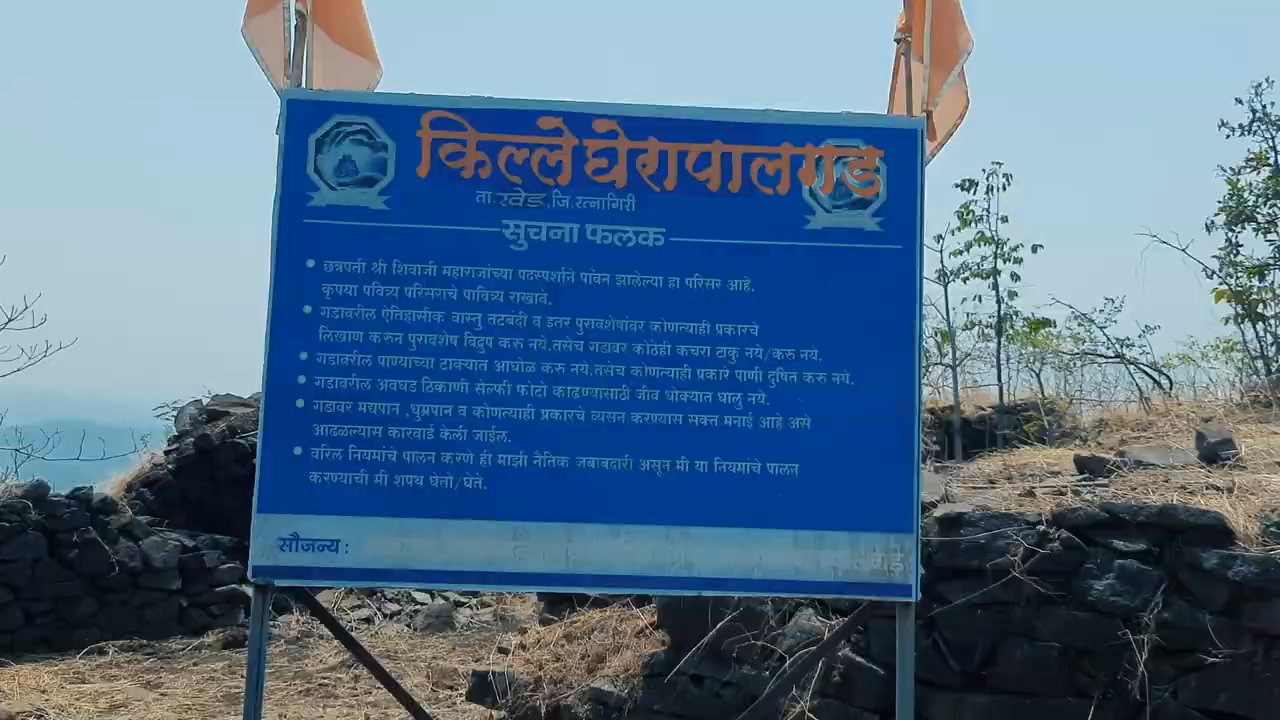 किल्ले घेरापालगड
ता. खेड, जि. रत्नागिरी
सुचना फलक
छत्रपती श्री शिवाजी महाराजांच्या पदस्पर्शाने पावन झालेल्या हा परिसर आहे.
कृपया पवित्र्य परिसराचे पावित्र्य राखावे.
गडावरील ऐतिहासीक वास्तु तटबंदी व इतर पुरावशेषांवर कोणत्याही प्रकारचे
लिखाण करुन पुरावशेष विद्रुप करू नये. तसेच गडावर कोठेही कचरा टाकु नये/करू नये.
गडावरील पाण्याच्या टाक्यात आघोळ करू नये. तसेच कोणत्याही प्रकारे पाणी दुषित करू नये.
गडावरील अवघड ठिकाणी सेल्फी फोटो काढण्यासाठी जीव धोक्यात घालु नये.
गडावर मद्यपान, धुम्रपान व कोणत्याही प्रकारचे व्यसन करण्यास सक्त मनाई आहे असे
आढळल्यास कारवाई केली जाईल.
वरिल नियमांचे पालन करणे ही माझी नैतिक जबाबदारी असून मी या नियमांचे पालन
करण्याची मी शपथ घेतो/घेते.
सौजन्य :